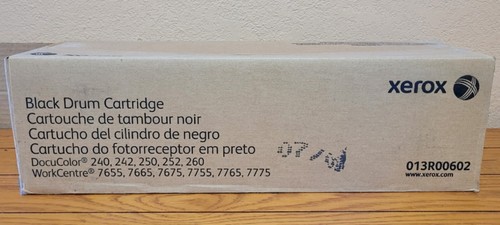 xerox
Black Drum Cartridge
Cartouche de tambour noir
Cartucho del cilindro de negro
Cartucho do fotorreceptor em preto
DocuColor® 240, 242, 250, 252, 260
WorkCentre® 7655, 7665, 7675, 7755, 7765, 7775
013R00602
www.xerox.com